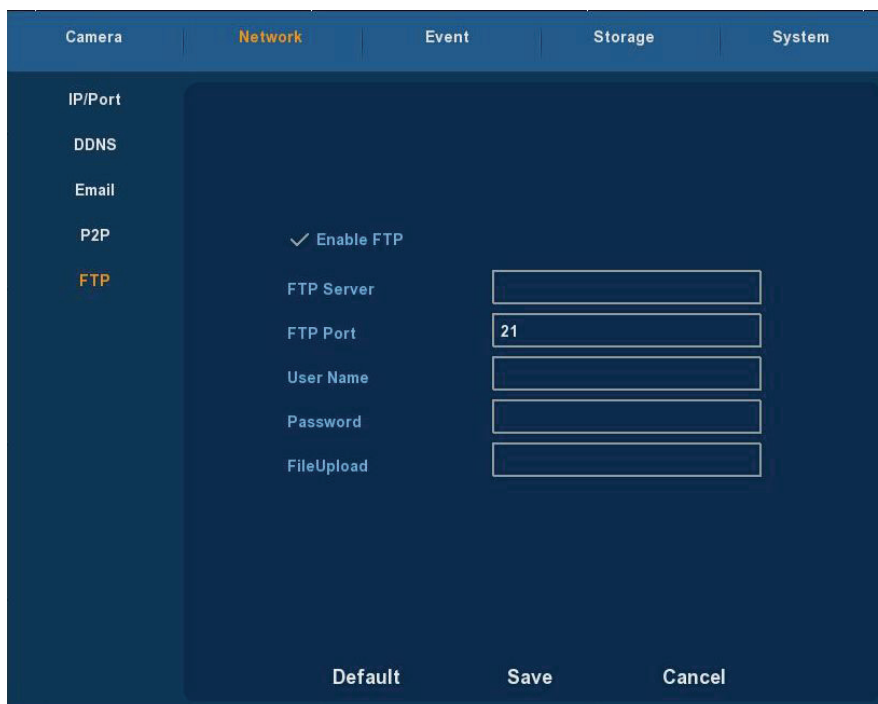 Camera Network Event Storage System
IP/Port
DDNS
Email
P2P
FTP
Enable FTP
FTP Server
FTP Port 21
User Name
Password
FileUpload
Default Save Cancel